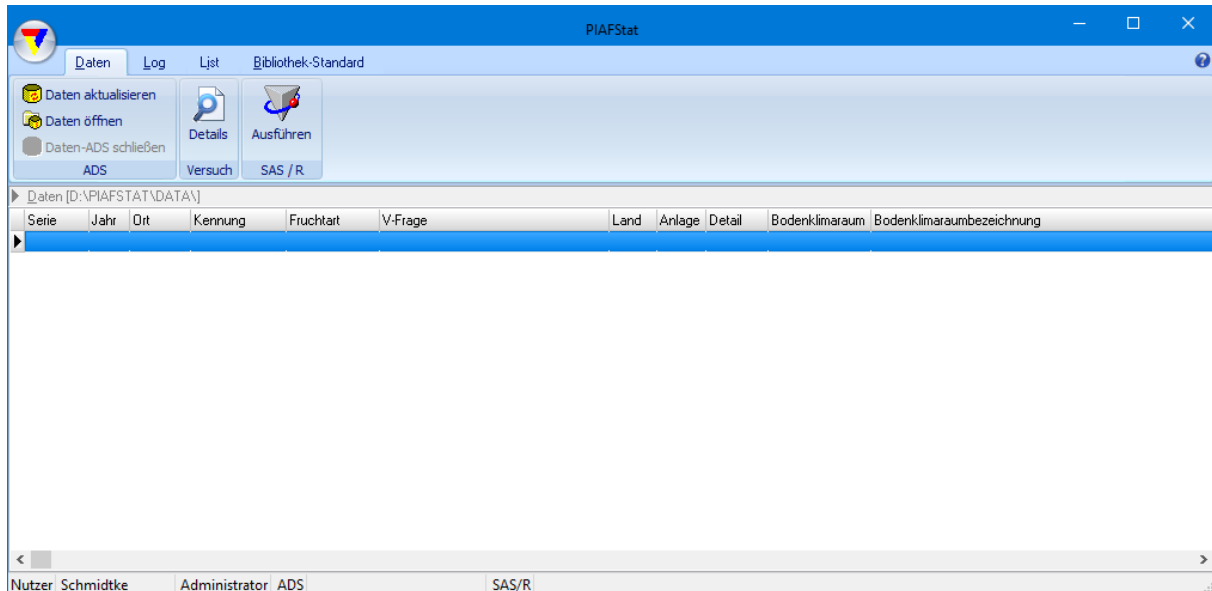 PIAFStat
Daten Log List Bibliothek-Standard
Daten aktualisieren
Daten öffnen
Daten-ADS schließen
ADS
Details
Versuch
Ausführen
SAS / R
Daten [D:\PIAFSTAT\DATA\]
Serie Jahr Ort Kennung Fruchtart V-Frage Land Anlage Detail Bodenklimaraum Bodenklimaraumbezeichnung
Nutzer Schmidtke Administrator ADS SAS/R